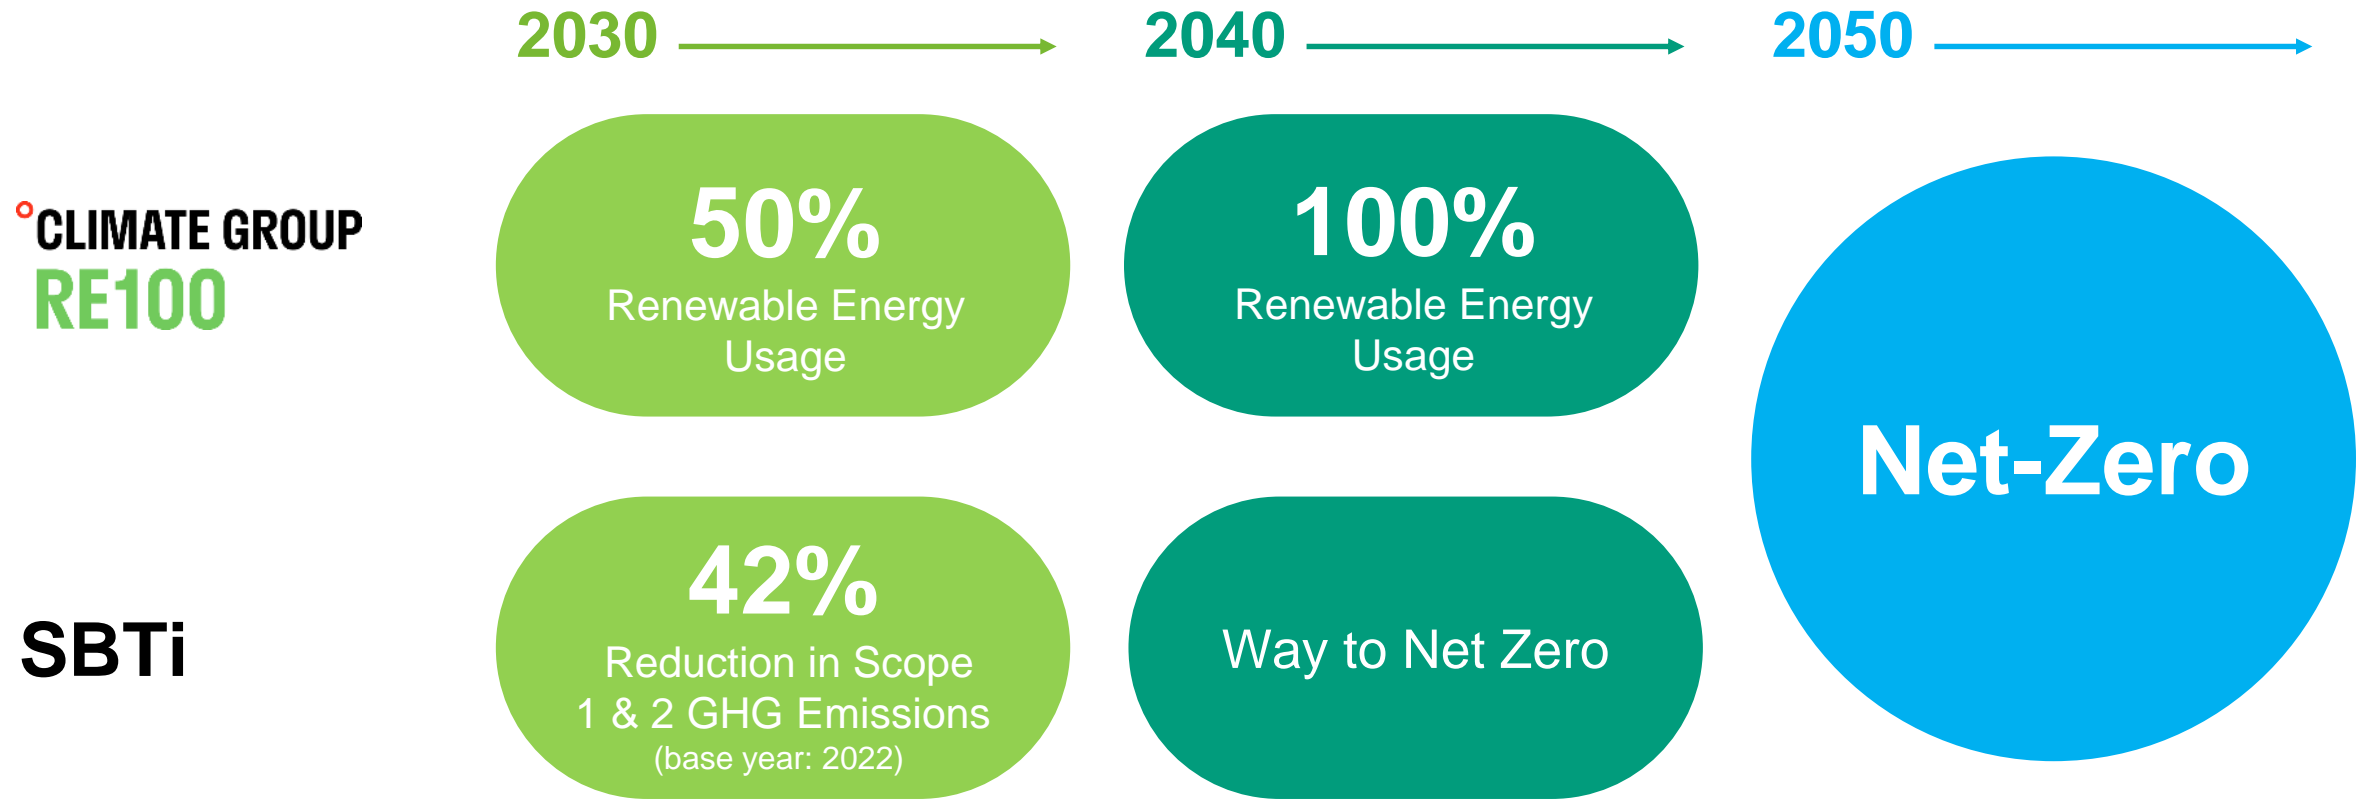 2030
2040
2050
°CLIMATE GROUP
RE100
50%
Renewable Energy
Usage
100%
Renewable Energy
Usage
Net-Zero
SBTi
42%
Reduction in Scope
1 & 2 GHG Emissions
(base year: 2022)
Way to Net Zero